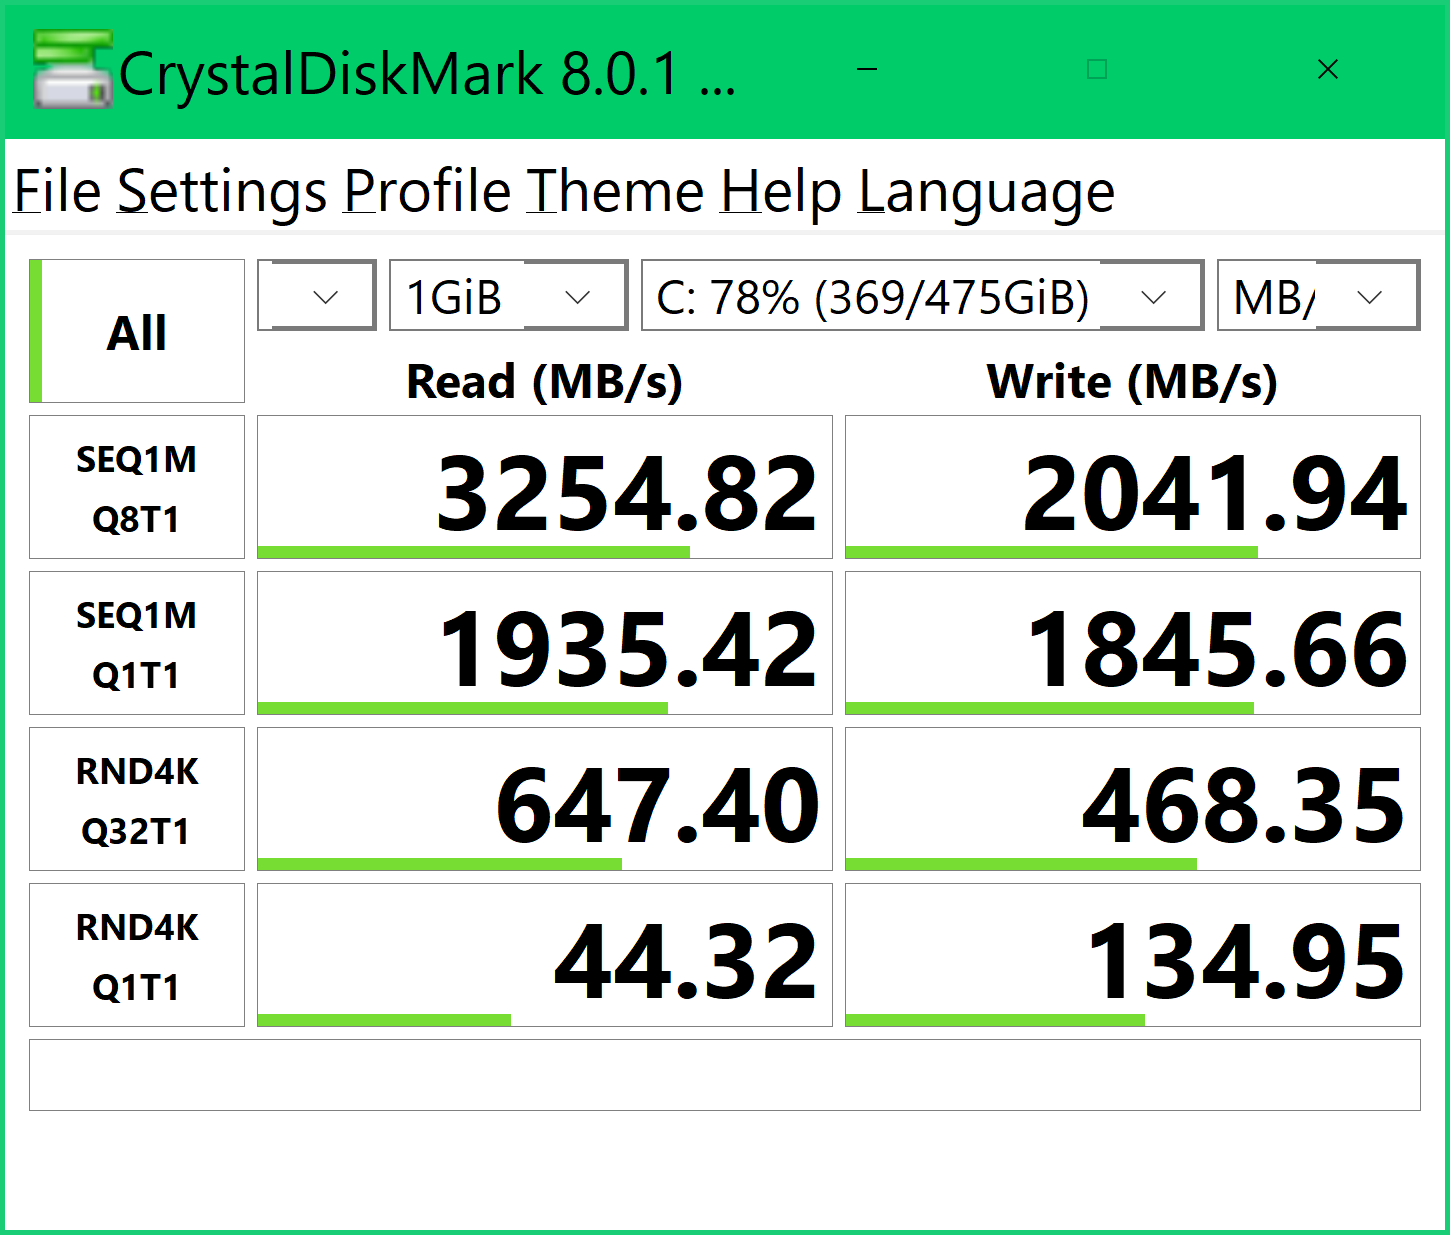 CrystalDiskMark 8.0.1 ...
File Settings Profile Theme Help Language
All
1GiB
C: 78% (369/475GiB)
MB/
Read (MB/s)
Write (MB/s)
SEQ1M
Q8T1
3254.82
2041.94
SEQ1M
Q1T1
1935.42
1845.66
RND4K
Q32T1
647.40
468.35
RND4K
Q1T1
44.32
134.95